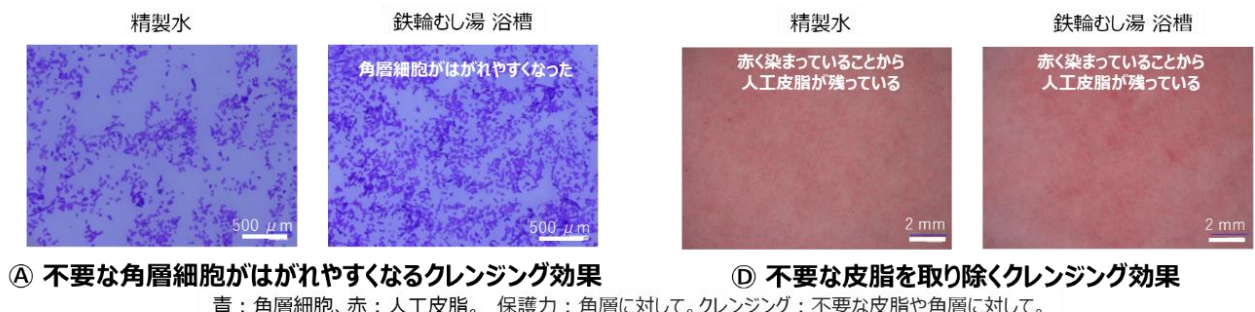 精製水
鉄輪むし湯 浴槽
角層細胞がはがれやすくなった
500 μm
500 μm
Ⓐ 不要な角層細胞がはがれやすくなるクレンジング効果
精製水
鉄輪むし湯 浴槽
赤く染まっていることから
人工皮脂が残っている
赤く染まっていることから
人工皮脂が残っている
2 mm
2 mm
Ⓓ 不要な皮脂を取り除くクレンジング効果
青：角層細胞、赤：人工皮脂。 保護力：角層に対して。クレンジング：不要な皮脂や角層に対して。